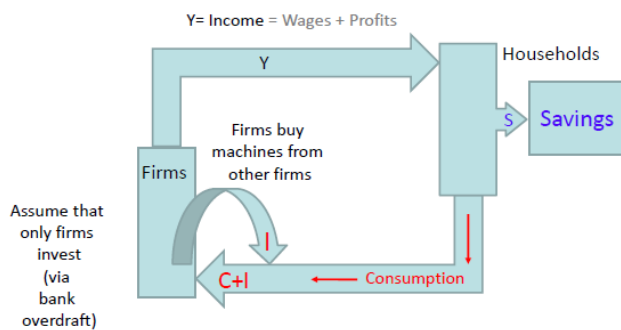 Y= Income = Wages + Profits
Y
Households
S
Savings
Firms buy
machines from
other firms
Firms
Assume that
only firms
invest
(via
bank
overdraft)
I
C+I
Consumption